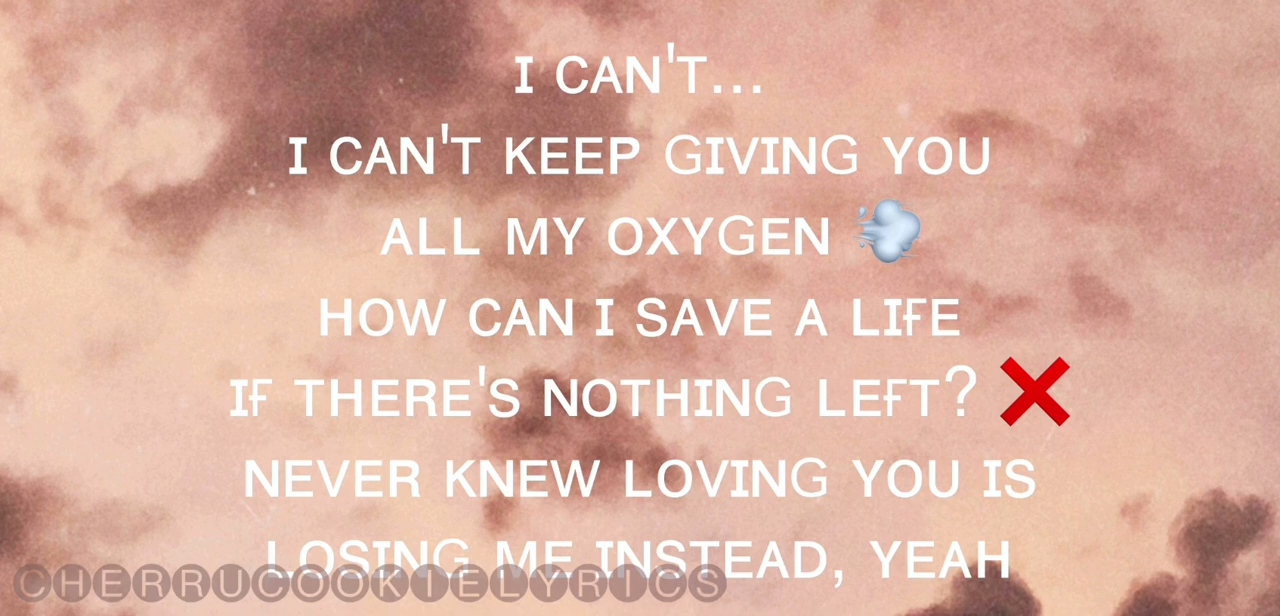 I CAN'T...
I CAN'T KEEP GIVING YOU
ALL MY OXYGEN 💨
HOW CAN I SAVE A LIFE
IF THERE'S NOTHING LEFT? ❌
NEVER KNEW LOVING YOU IS
LOSING ME INSTEAD, YEAH
CHERRUCOOKIELYRICS